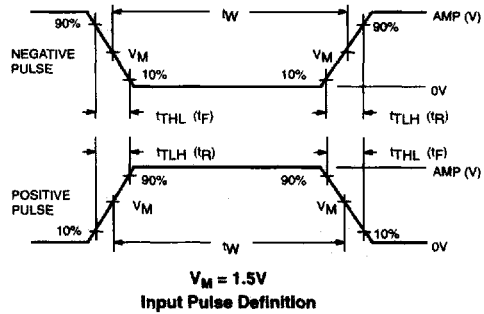 90% tW 90% AMP (V)
NEGATIVE
PULSE
VM VM
10% 10%
0V
tTHL (tF) tTLH (tR)
tTLH (tR) tTHL (tF)
AMP (V)
90% 90%
POSITIVE
PULSE
VM VM
10% 10%
tW 0V
VM = 1.5V
Input Pulse Definition